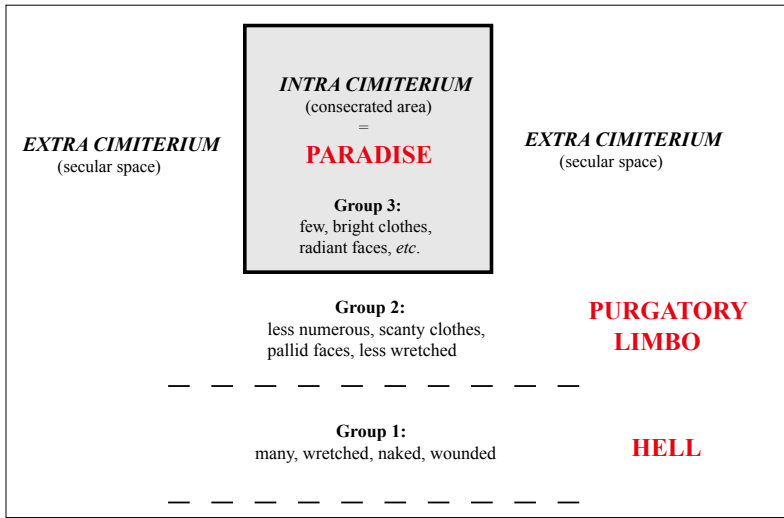 INTRA CIMITERIUM
(consecrated area)
=
PARADISE
EXTRA CIMITERIUM
(secular space)
EXTRA CIMITERIUM
(secular space)
Group 3:
few, bright clothes,
radiant faces, etc.
Group 2:
less numerous, scanty clothes,
pallid faces, less wretched
PURGATORY
LIMBO
Group 1:
many, wretched, naked, wounded
HELL